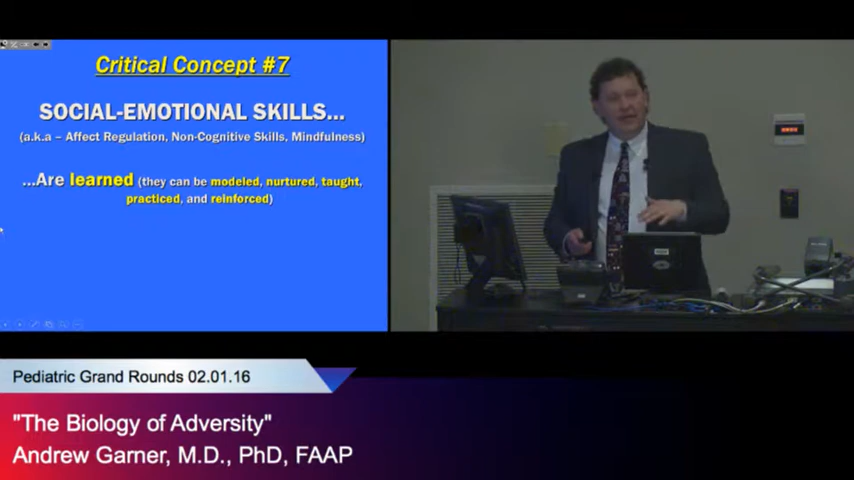 Critical Concept #7
SOCIAL-EMOTIONAL SKILLS...
(a.k.a – Affect Regulation, Non-Cognitive Skills, Mindfulness)
...Are learned (they can be modeled, nurtured, taught,
practiced, and reinforced)
Pediatric Grand Rounds 02.01.16
"The Biology of Adversity"
Andrew Garner, M.D., PhD, FAAP